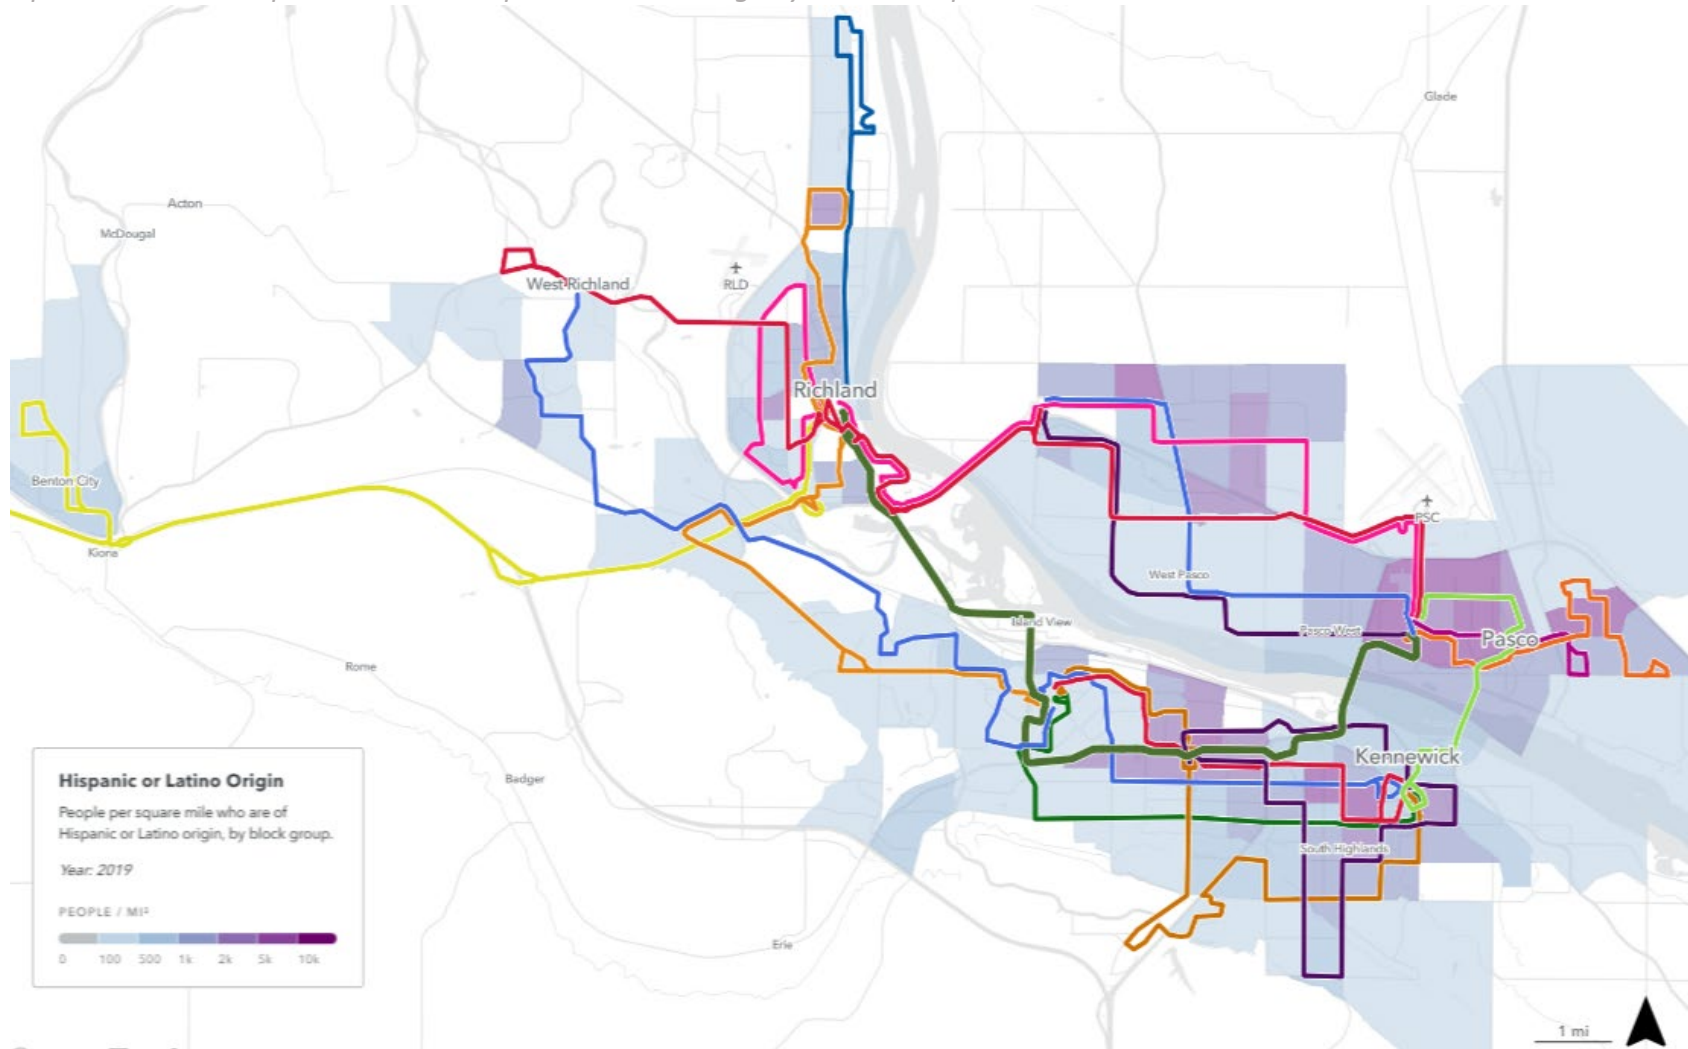 Glade
Acton
McDougal
West Richland
RLD
Richland
Benton City
Kiona
PSC
West Pasco
Island View
Pasco West
Pasco
Rome
Badger
Kennewick
South Highlands
Erie
Hispanic or Latino Origin
People per square mile who are of
Hispanic or Latino origin, by block group.
Year: 2019
PEOPLE / MI²
0 100 500 1k 2k 5k 10k
1 mi